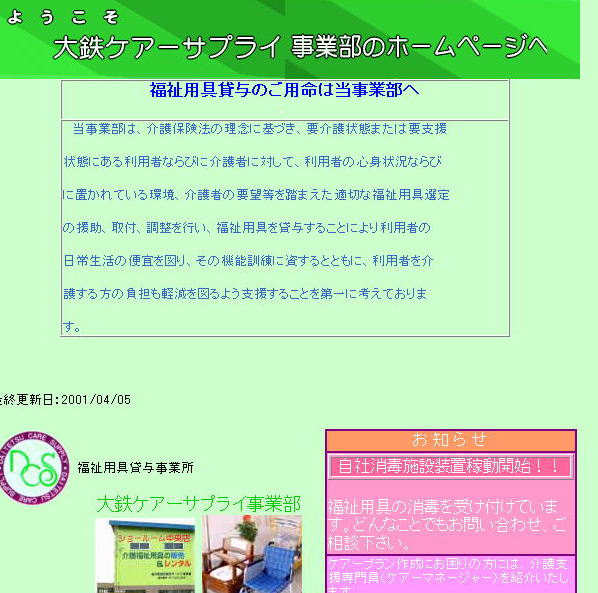 ようこそ
大鉄ケアーサプライ 事業部のホームページへ
福祉用具貸与のご用命は当事業部へ
当事業部は、介護保険法の理念に基づき、要介護状態または要支援
状態にある利用者ならびに介護者に対して、利用者の心身状況ならび
に置かれている環境、介護者の要望等を踏まえた適切な福祉用具選定
の援助、取付、調整を行い、福祉用具を貸与することにより利用者の
日常生活の便宜を図り、その機能訓練に資するとともに、利用者を介
護する方の負担も軽減を図るよう支援することを第一に考えておりま
す。
終更新日:2001/04/05
DAITETSU CARE SUPPLY
DCS
福祉用具貸与事業所
大鉄ケアーサプライ事業部
ショールーム中央店
介護福祉用具の販売
&レンタル
お知らせ
自社消毒施設装置稼動開始！！
福祉用具の消毒を受け付けていま
す。どんなことでもお問い合わせ、ご
相談下さい。
ケアープラン作成にお困りの方には、介護支
援専門員(ケアーマネージャー)を紹介いたし
ます